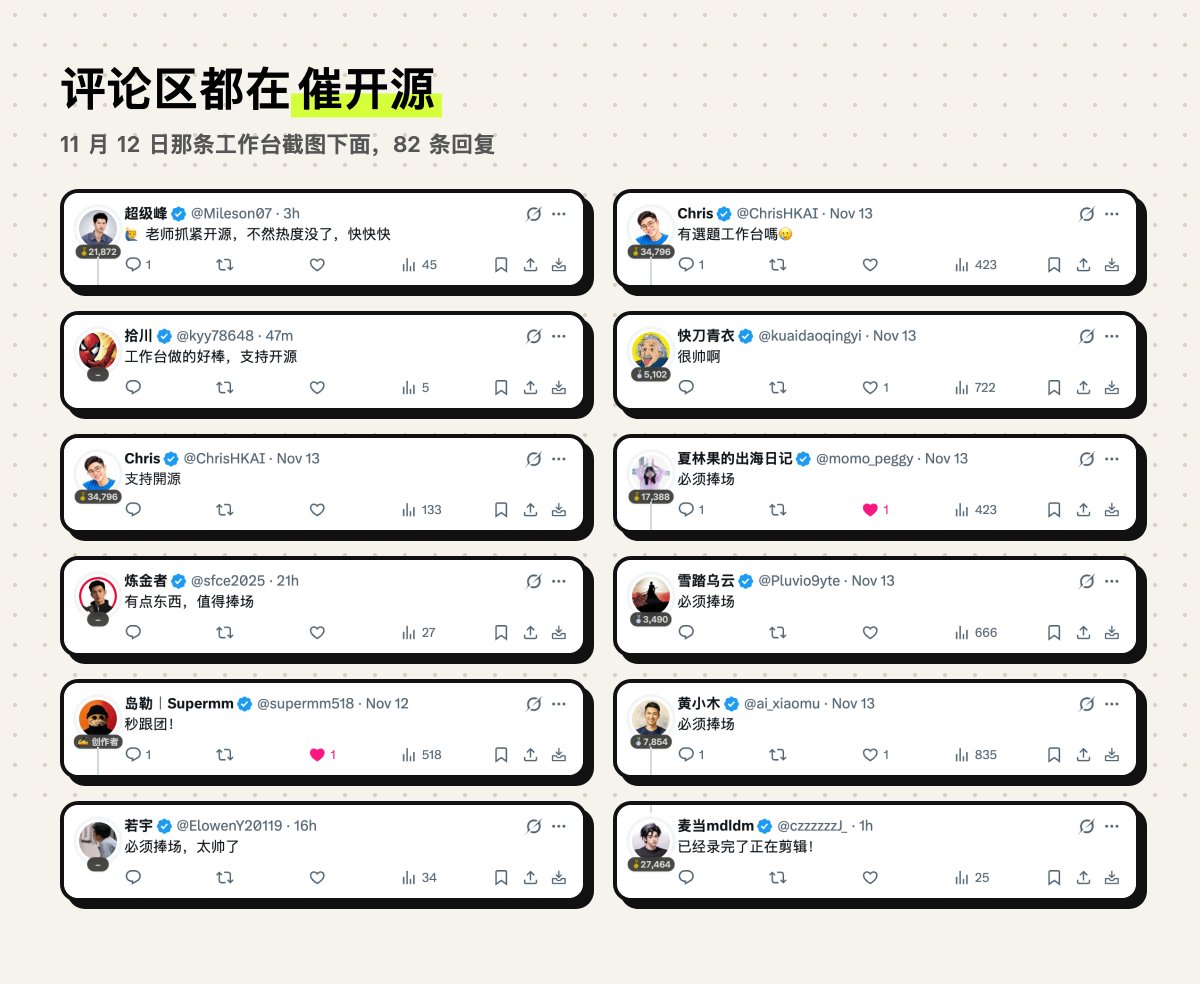 评论区都在催开源
11 月 12 日那条工作台截图下面，82 条回复
超级峰 @Mileson07 · 3h
🙋‍♂️ 老师抓紧开源，不然热度没了，快快快
21,872
1 45
Chris @ChrisHKAI · Nov 13
有選題工作台嗎🥲
34,796
1 423
拾川 @kyy78648 · 47m
工作台做的好棒，支持开源
5
快刀青衣 @kuaidaoqingyi · Nov 13
很帅啊
5,102
1 722
Chris @ChrisHKAI · Nov 13
支持開源
34,796
133
夏林果的出海日记 @momo_peggy · Nov 13
必须捧场
17,388
1 1 423
炼金者 @sfce2025 · 21h
有点东西，值得捧场
27
雪踏乌云 @Pluvio9yte · Nov 13
必须捧场
3,490
666
岛勒｜Supermm @supermm518 · Nov 12
秒跟团！
创作者
1 1 518
黄小木 @ai_xiaomu · Nov 13
必须捧场
7,854
1 1 835
若宇 @ElowenY20119 · 16h
必须捧场，太帅了
34
麦当mdldm @czzzzzzJ_ · 1h
已经录完了正在剪辑！
27,464
25